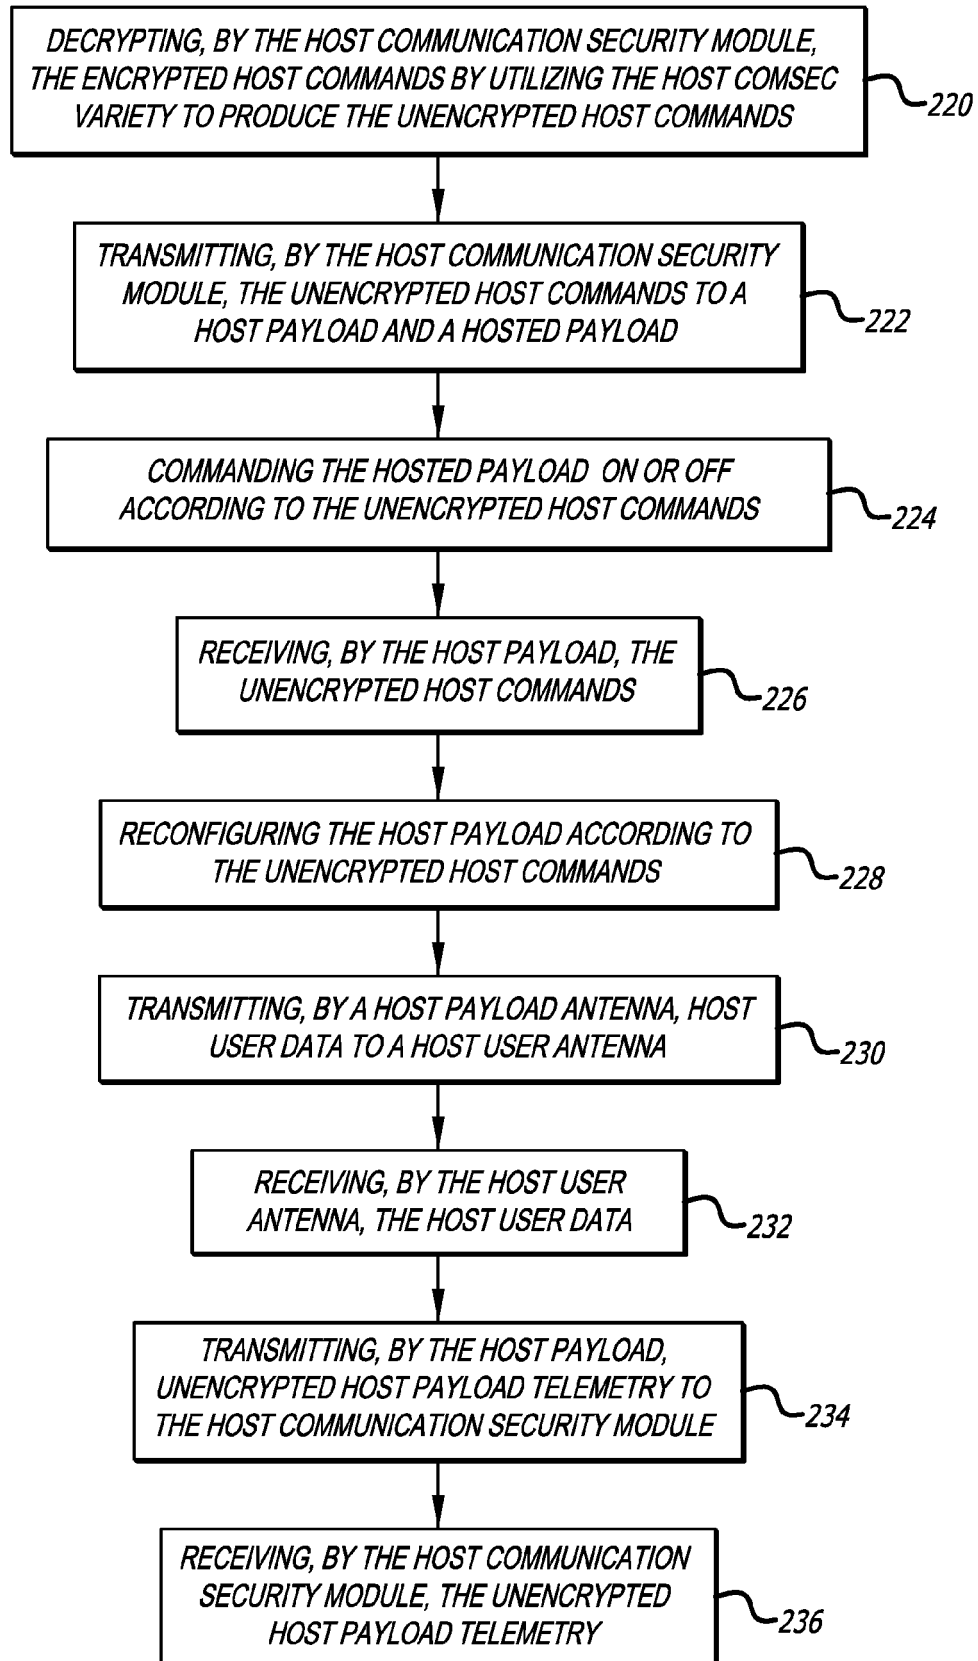 DECRYPTING, BY THE HOST COMMUNICATION SECURITY MODULE,
THE ENCRYPTED HOST COMMANDS BY UTILIZING THE HOST COMSEC
VARIETY TO PRODUCE THE UNENCRYPTED HOST COMMANDS
220
TRANSMITTING, BY THE HOST COMMUNICATION SECURITY
MODULE, THE UNENCRYPTED HOST COMMANDS TO A
HOST PAYLOAD AND A HOSTED PAYLOAD
222
COMMANDING THE HOSTED PAYLOAD ON OR OFF
ACCORDING TO THE UNENCRYPTED HOST COMMANDS
224
RECEIVING, BY THE HOST PAYLOAD, THE
UNENCRYPTED HOST COMMANDS
226
RECONFIGURING THE HOST PAYLOAD ACCORDING TO
THE UNENCRYPTED HOST COMMANDS
228
TRANSMITTING, BY A HOST PAYLOAD ANTENNA, HOST
USER DATA TO A HOST USER ANTENNA
230
RECEIVING, BY THE HOST USER
ANTENNA, THE HOST USER DATA
232
TRANSMITTING, BY THE HOST PAYLOAD,
UNENCRYPTED HOST PAYLOAD TELEMETRY TO
THE HOST COMMUNICATION SECURITY MODULE
234
RECEIVING, BY THE HOST COMMUNICATION
SECURITY MODULE, THE UNENCRYPTED
HOST PAYLOAD TELEMETRY
236